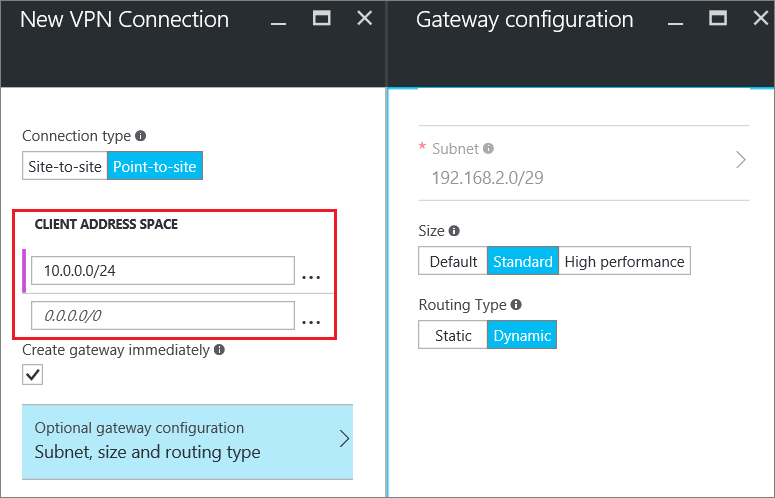 New VPN Connection
Connection type
Site-to-site Point-to-site
CLIENT ADDRESS SPACE
10.0.0.0/24 ...
0.0.0.0/0 ...
Create gateway immediately
Optional gateway configuration
Subnet, size and routing type
Gateway configuration
* Subnet
192.168.2.0/29
Size
Default Standard High performance
Routing Type
Static Dynamic